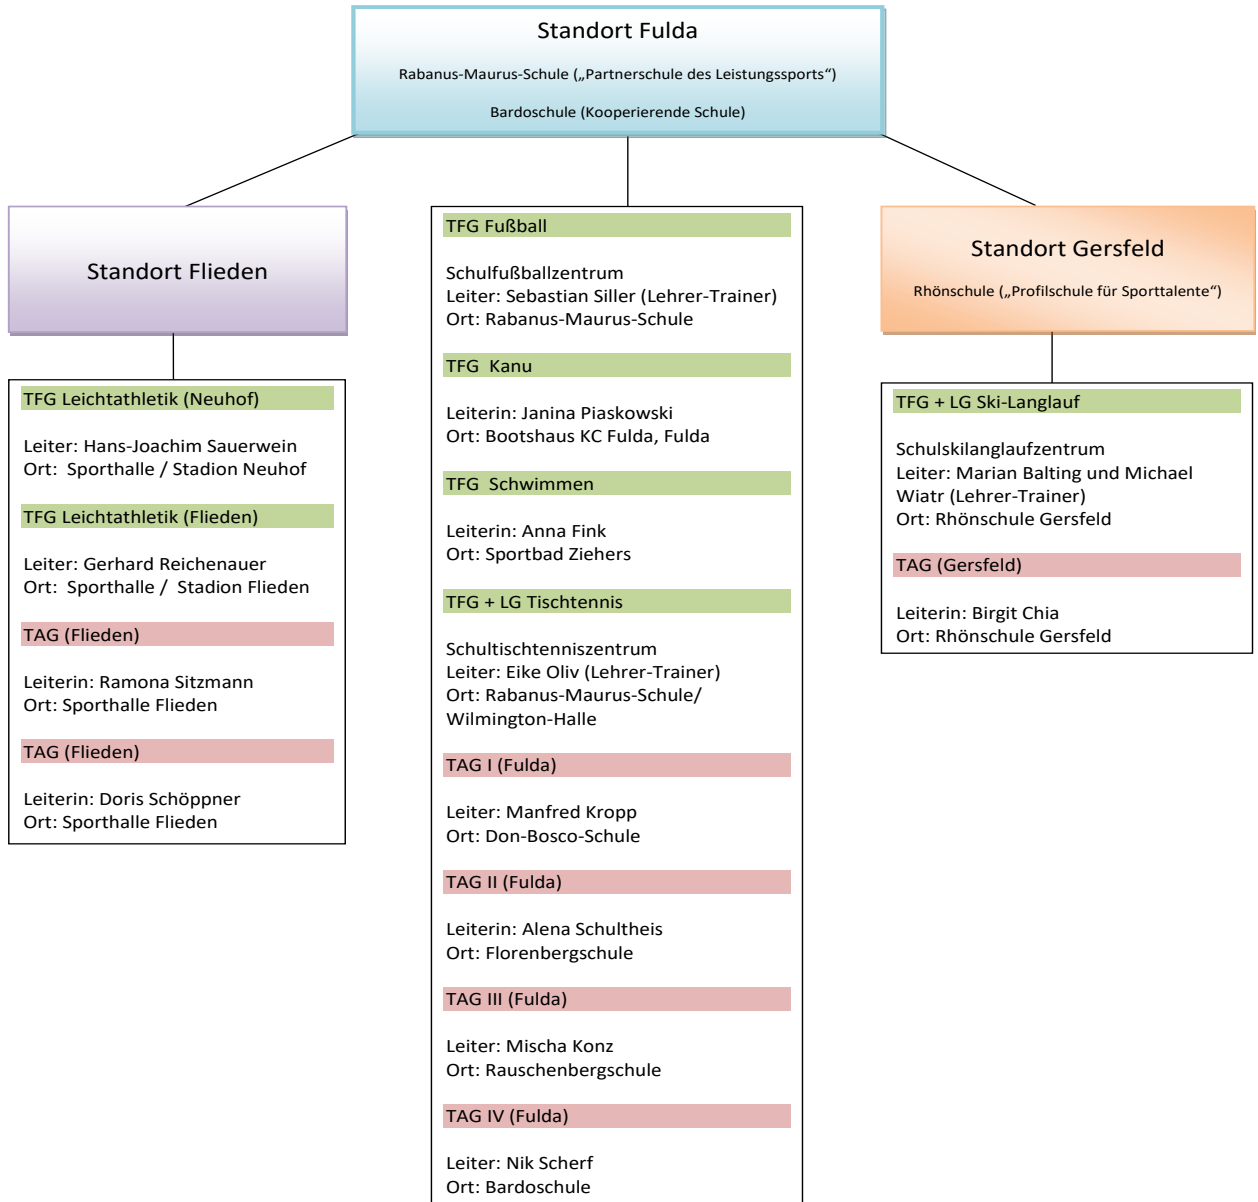 Standort Fulda
Rabanus-Maurus-Schule („Partnerschule des Leistungssports“)
Bardoschule (Kooperierende Schule)
Standort Flieden
TFG Leichtathletik (Neuhof)
Leiter: Hans-Joachim Sauerwein
Ort: Sporthalle / Stadion Neuhof
TFG Leichtathletik (Flieden)
Leiter: Gerhard Reichenauer
Ort: Sporthalle / Stadion Flieden
TAG (Flieden)
Leiterin: Ramona Sitzmann
Ort: Sporthalle Flieden
TAG (Flieden)
Leiterin: Doris Schöppner
Ort: Sporthalle Flieden
TFG Fußball
Schulfußballzentrum
Leiter: Sebastian Siller (Lehrer-Trainer)
Ort: Rabanus-Maurus-Schule
TFG Kanu
Leiterin: Janina Piaskowski
Ort: Bootshaus KC Fulda, Fulda
TFG Schwimmen
Leiterin: Anna Fink
Ort: Sportbad Ziehers
TFG + LG Tischtennis
Schultischtenniszentrum
Leiter: Eike Oliv (Lehrer-Trainer)
Ort: Rabanus-Maurus-Schule/
Wilmington-Halle
TAG I (Fulda)
Leiter: Manfred Kropp
Ort: Don-Bosco-Schule
TAG II (Fulda)
Leiterin: Alena Schultheis
Ort: Florenbergschule
TAG III (Fulda)
Leiter: Mischa Konz
Ort: Rauschenbergschule
TAG IV (Fulda)
Leiter: Nik Scherf
Ort: Bardoschule
Standort Gersfeld
Rhönschule („Profilschule für Sporttalente“)
TFG + LG Ski-Langlauf
Schulskilanglaufzentrum
Leiter: Marian Balting und Michael
Wiatr (Lehrer-Trainer)
Ort: Rhönschule Gersfeld
TAG (Gersfeld)
Leiterin: Birgit Chia
Ort: Rhönschule Gersfeld